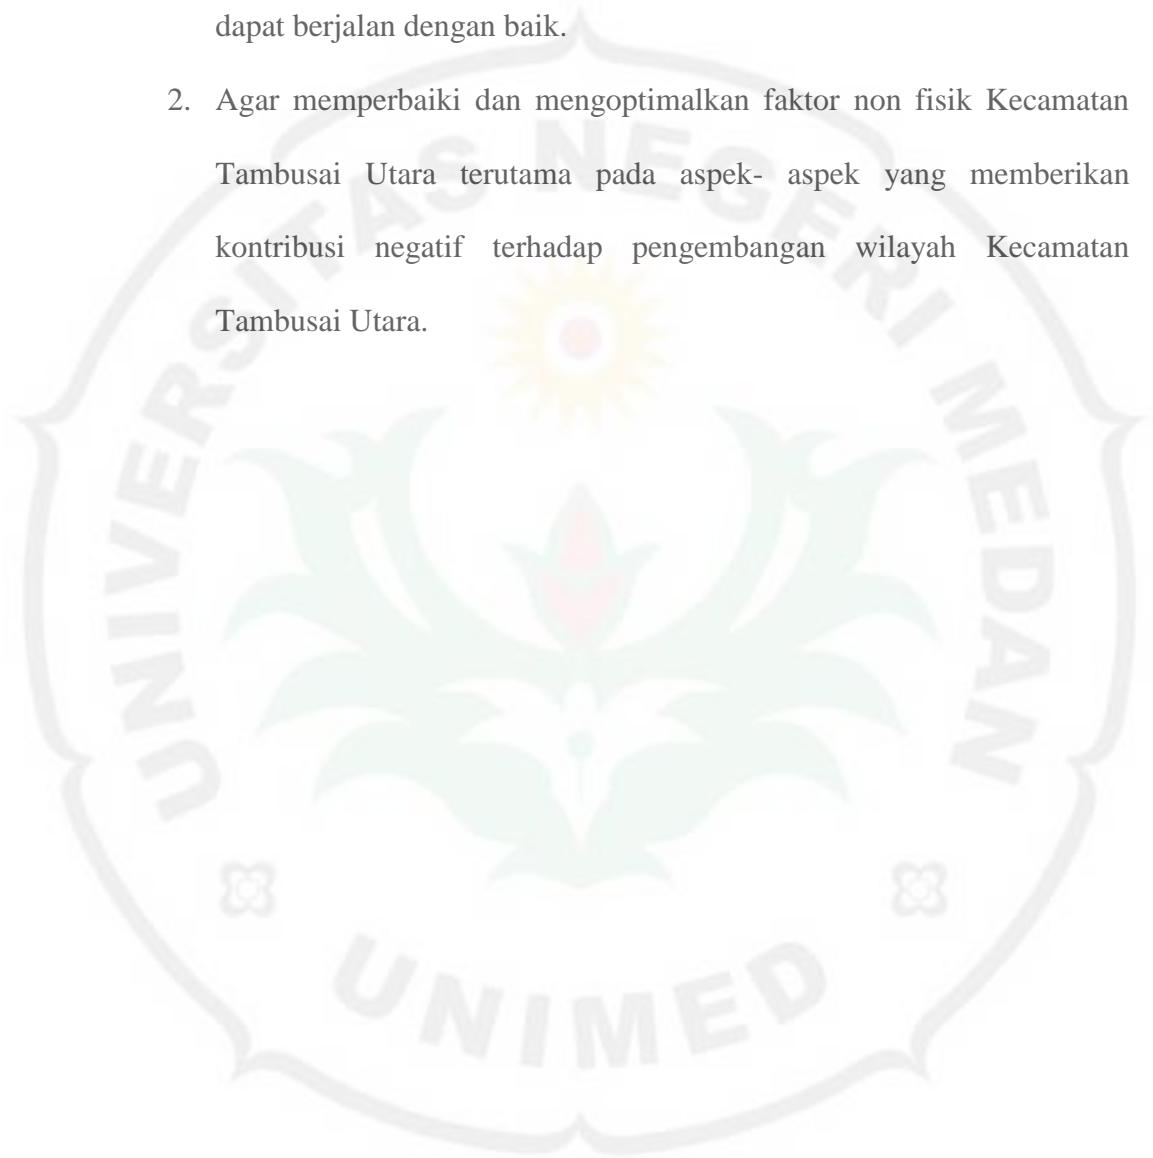 dapat berjalan dengan baik.
2. Agar memperbaiki dan mengoptimalkan faktor non fisik Kecamatan
Tambusai Utara terutama pada aspek- aspek yang memberikan
kontribusi negatif terhadap pengembangan wilayah Kecamatan
Tambusai Utara.
UNIVERSITAS NEGERI MEDAN
UNIMED